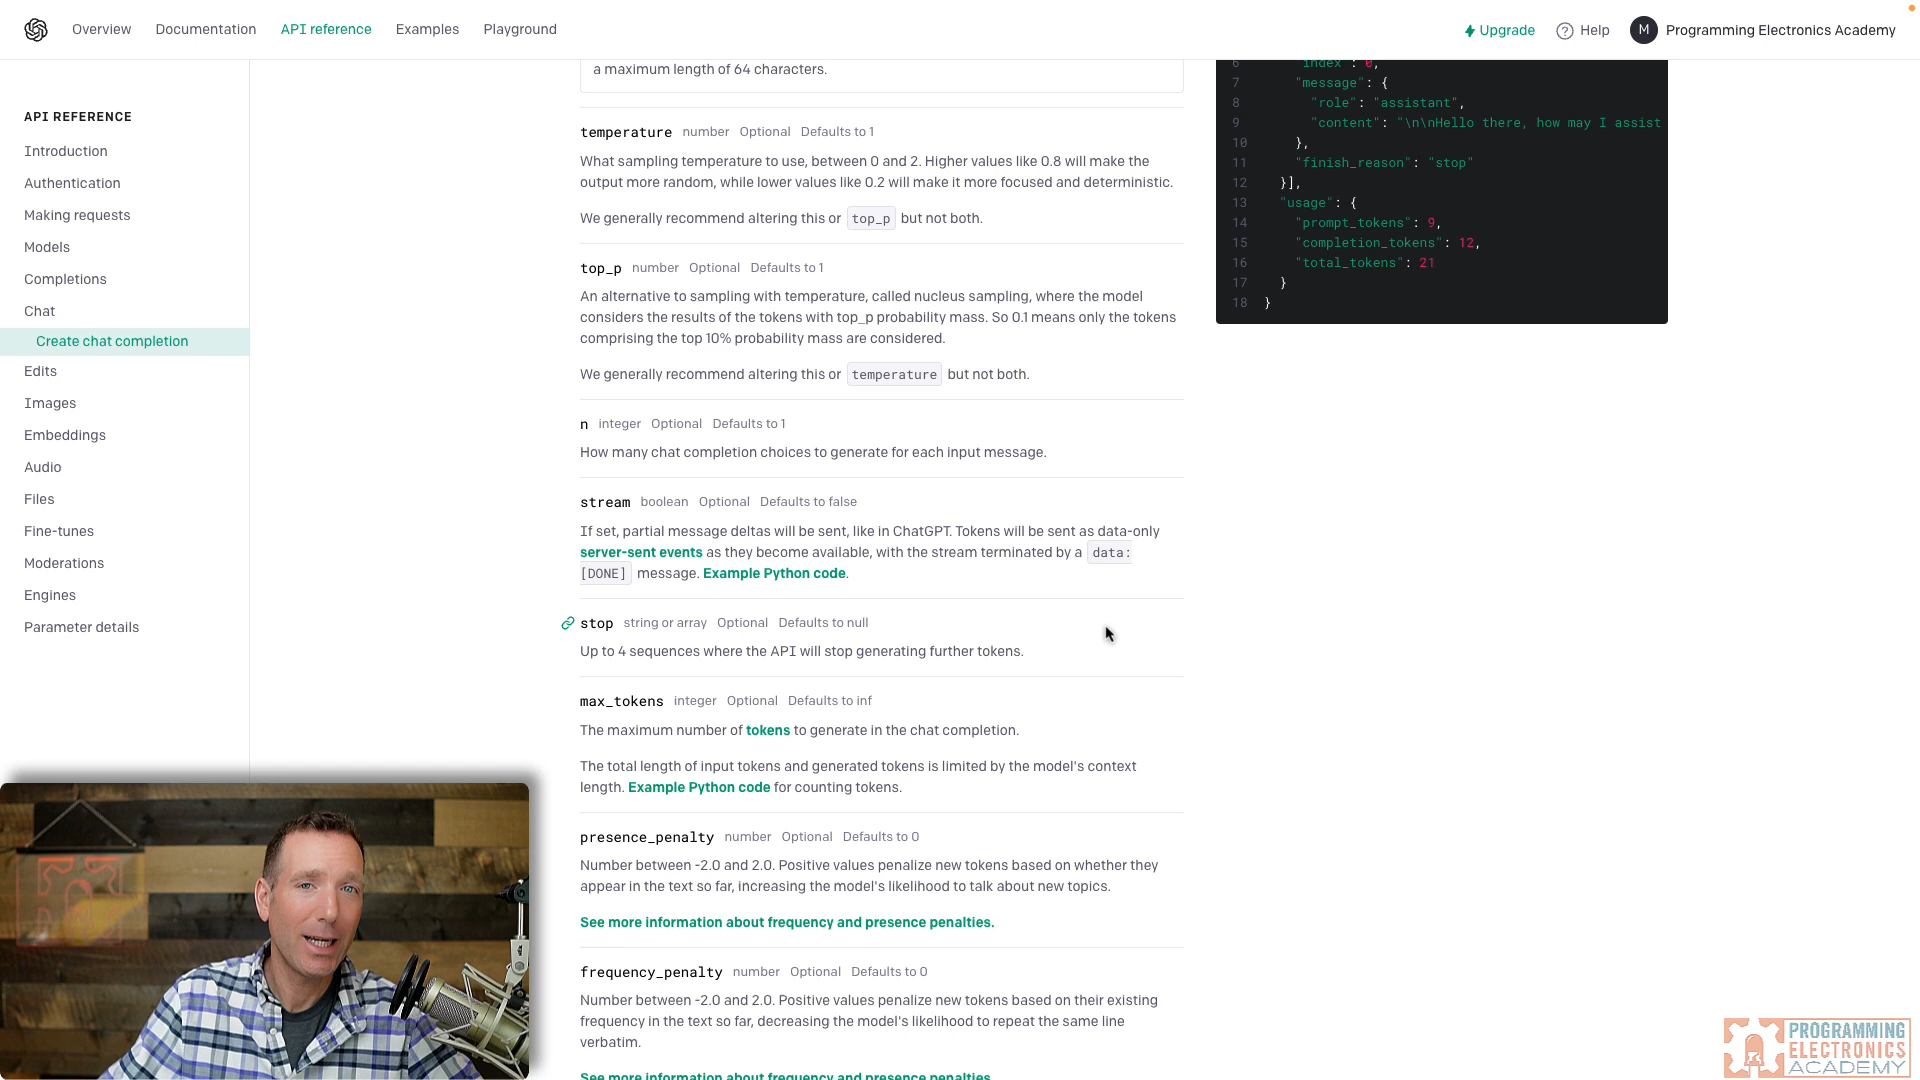 Overview Documentation API reference Examples Playground
Upgrade Help M Programming Electronics Academy
API REFERENCE
Introduction
Authentication
Making requests
Models
Completions
Chat
Create chat completion
Edits
Images
Embeddings
Audio
Files
Fine-tunes
Moderations
Engines
Parameter details
a maximum length of 64 characters.
temperature number Optional Defaults to 1
What sampling temperature to use, between 0 and 2. Higher values like 0.8 will make the
output more random, while lower values like 0.2 will make it more focused and deterministic.
We generally recommend altering this or top_p but not both.
top_p number Optional Defaults to 1
An alternative to sampling with temperature, called nucleus sampling, where the model
considers the results of the tokens with top_p probability mass. So 0.1 means only the tokens
comprising the top 10% probability mass are considered.
We generally recommend altering this or temperature but not both.
n integer Optional Defaults to 1
How many chat completion choices to generate for each input message.
stream boolean Optional Defaults to false
If set, partial message deltas will be sent, like in ChatGPT. Tokens will be sent as data-only
server-sent events as they become available, with the stream terminated by a data:
[DONE] message. Example Python code.
stop string or array Optional Defaults to null
Up to 4 sequences where the API will stop generating further tokens.
max_tokens integer Optional Defaults to inf
The maximum number of tokens to generate in the chat completion.
The total length of input tokens and generated tokens is limited by the model's context
length. Example Python code for counting tokens.
presence_penalty number Optional Defaults to 0
Number between -2.0 and 2.0. Positive values penalize new tokens based on whether they
appear in the text so far, increasing the model's likelihood to talk about new topics.
See more information about frequency and presence penalties.
frequency_penalty number Optional Defaults to 0
Number between -2.0 and 2.0. Positive values penalize new tokens based on their existing
frequency in the text so far, decreasing the model's likelihood to repeat the same line
verbatim.
See more information about frequency and presence penalties.
6 "index": 0,
7 "message": {
8 "role": "assistant",
9 "content": "\n\nHello there, how may I assist
10 },
11 "finish_reason": "stop"
12 }],
13 "usage": {
14 "prompt_tokens": 9,
15 "completion_tokens": 12,
16 "total_tokens": 21
17 }
18 }
PROGRAMMING
ELECTRONICS
ACADEMY